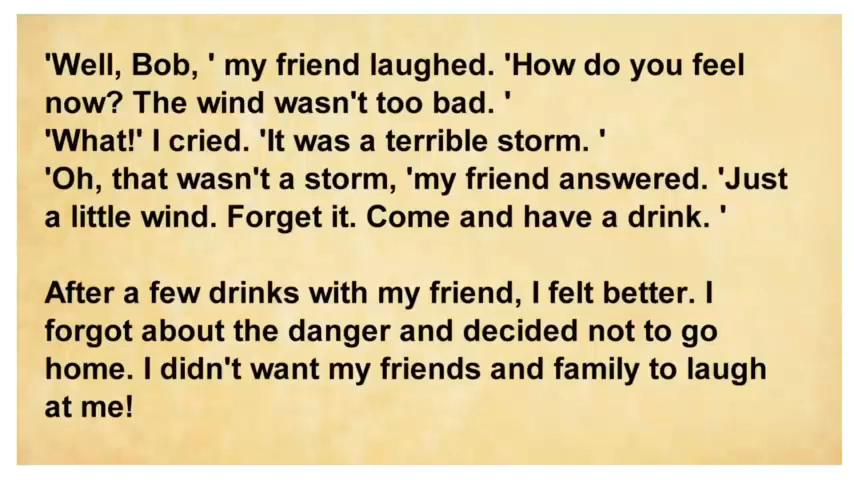 'Well, Bob, ' my friend laughed. 'How do you feel
now? The wind wasn't too bad. '
'What!' I cried. 'It was a terrible storm. '
'Oh, that wasn't a storm, 'my friend answered. 'Just
a little wind. Forget it. Come and have a drink. '
After a few drinks with my friend, I felt better. I
forgot about the danger and decided not to go
home. I didn't want my friends and family to laugh
at me!